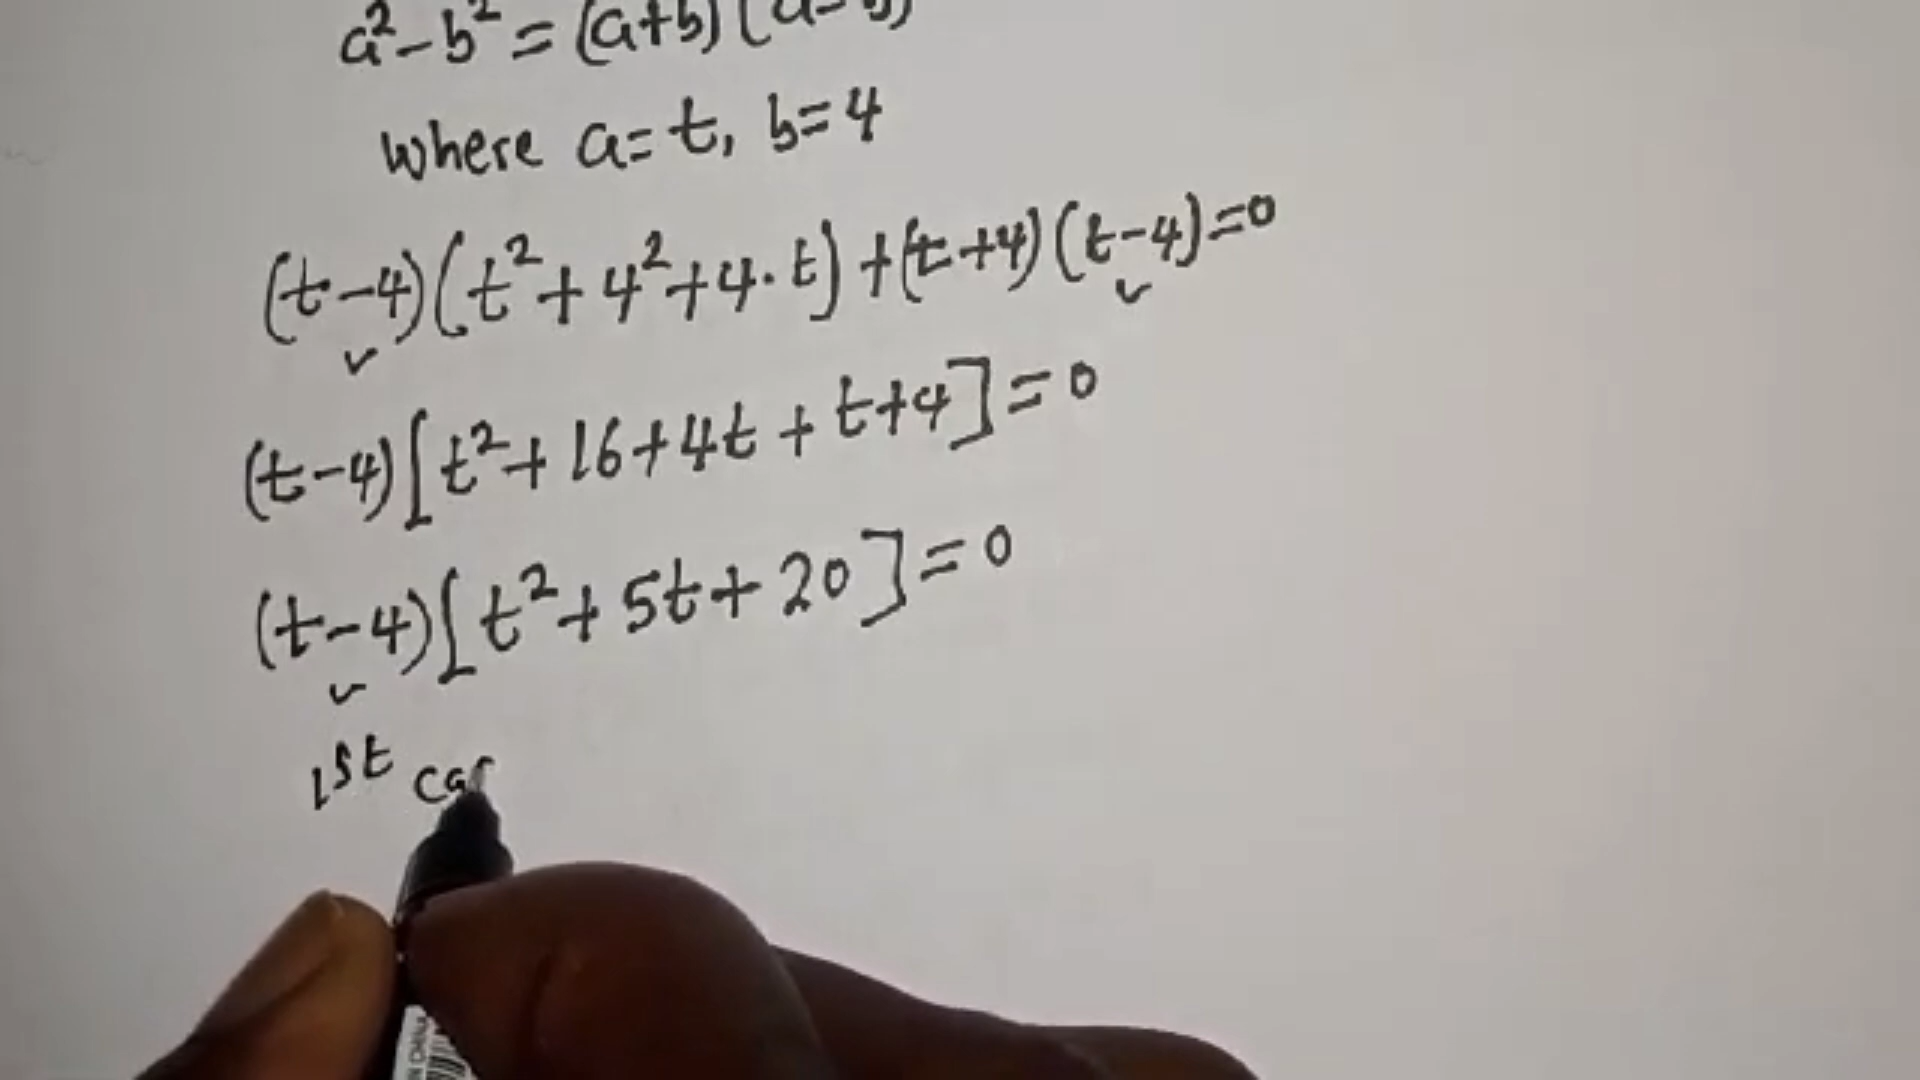 a²-b² = (a+b)(a-b)
where a=t, b=4
(t-4)(t²+4²+4·t)+(t+4)(t-4)=0
(t-4)[t²+16+4t+t+4]=0
(t-4)[t²+5t+20]=0
1st cas